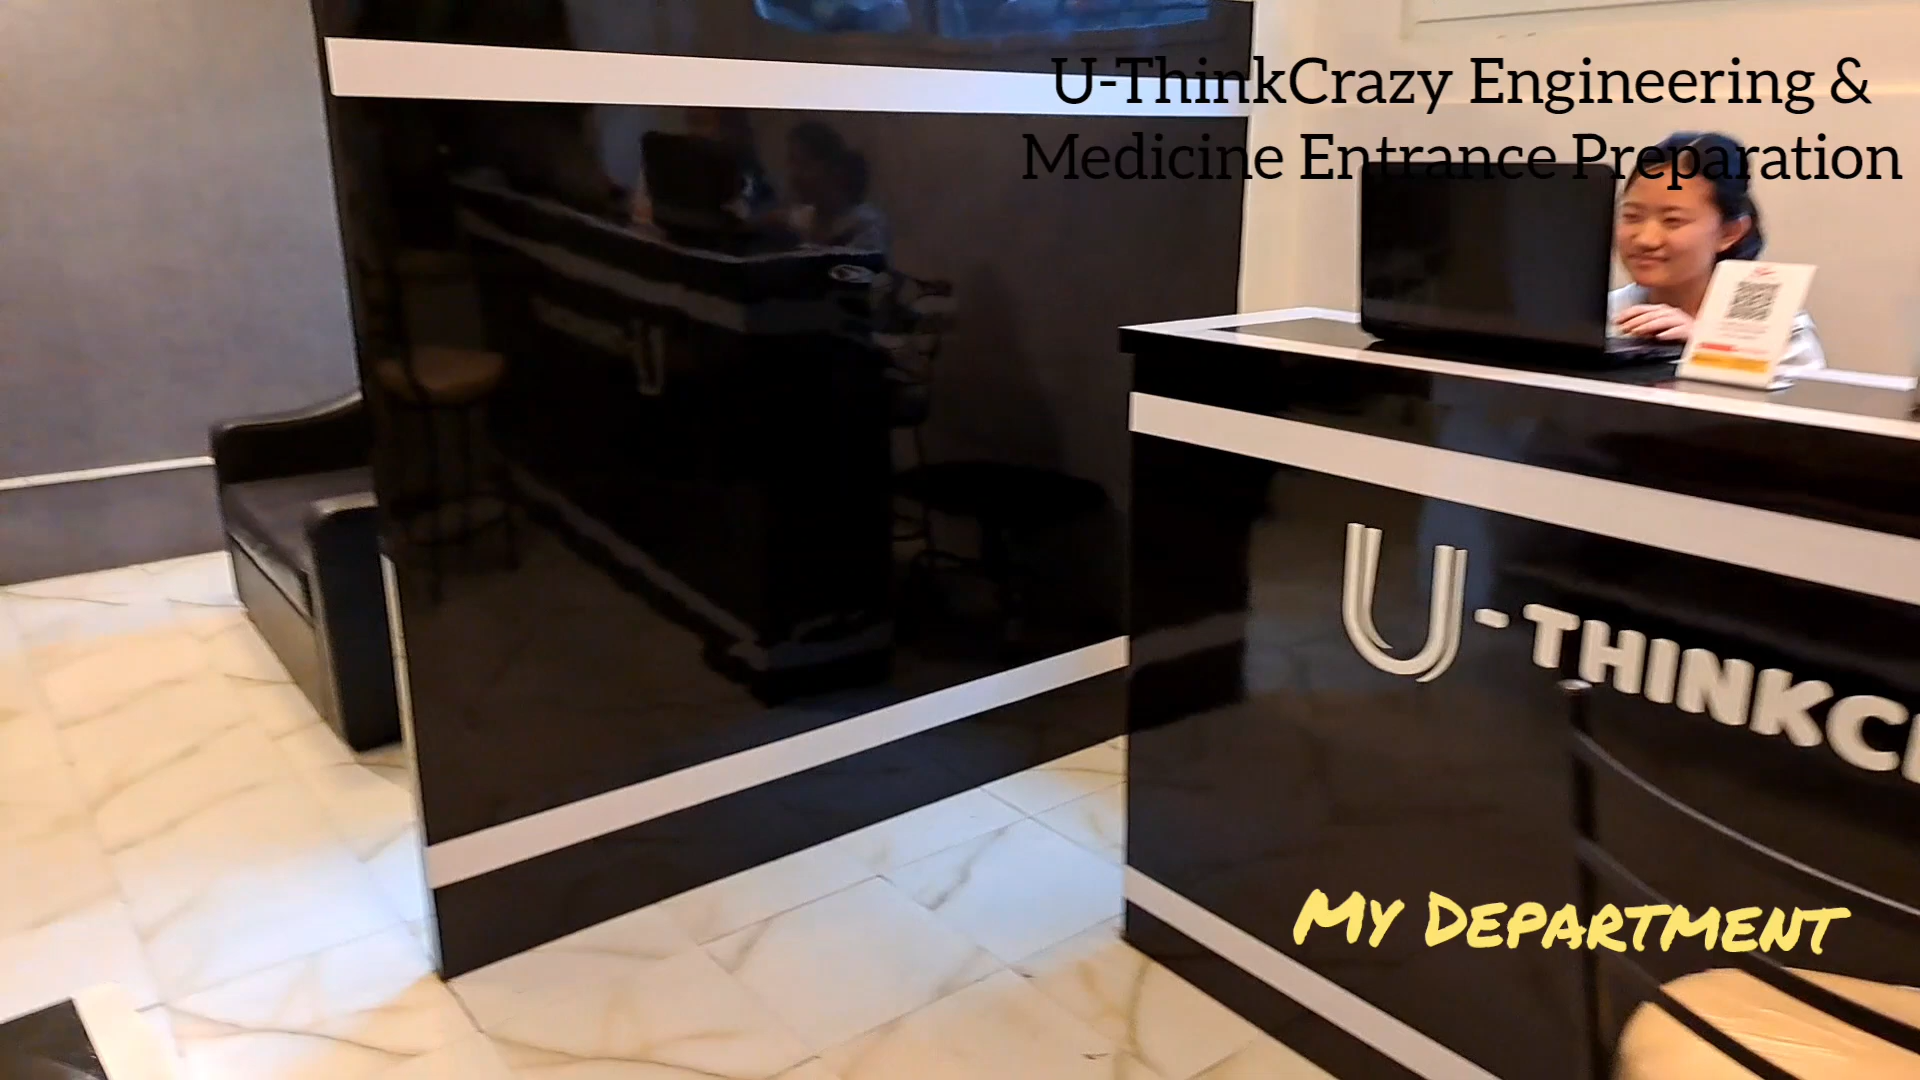 U-ThinkCrazy Engineering &
Medicine Entrance Preparation
U-THINKC
My Department